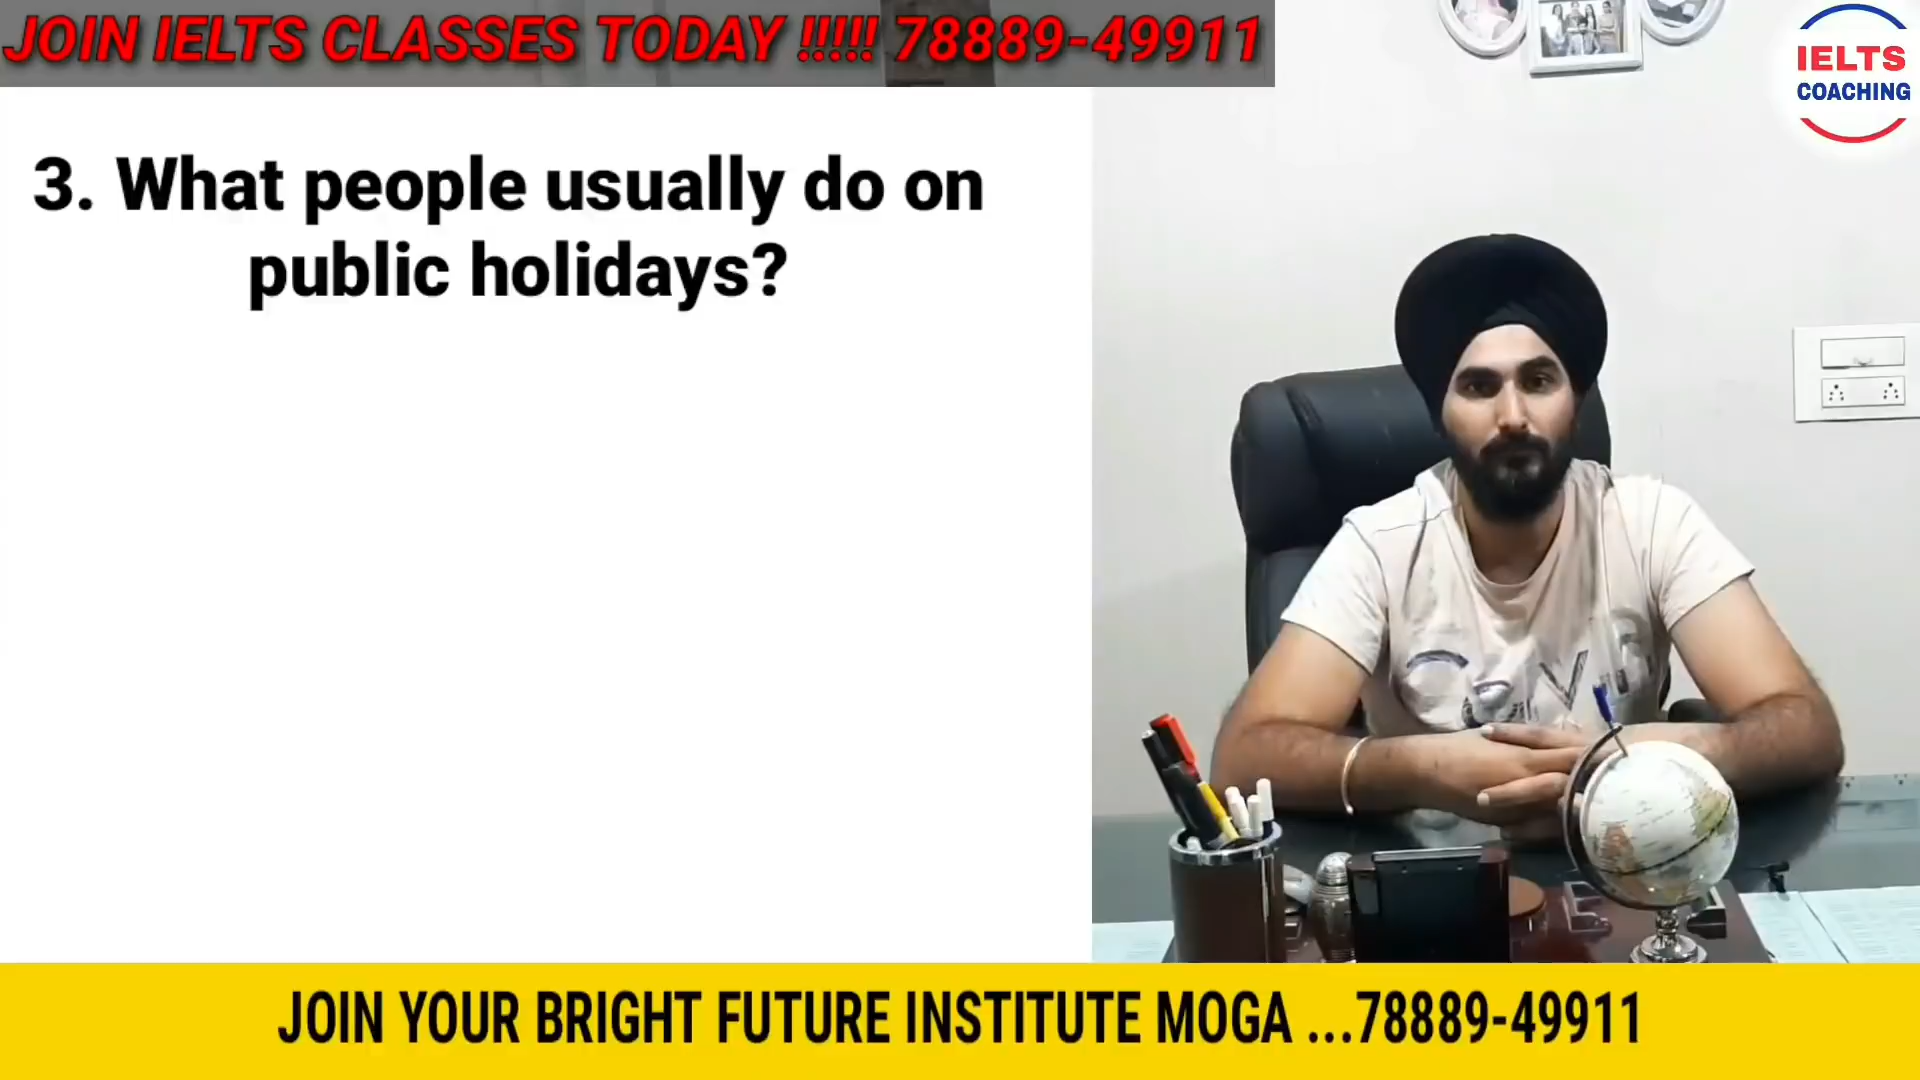 JOIN IELTS CLASSES TODAY !!!!! 78889-49911
IELTS
COACHING
3. What people usually do on
public holidays?
JOIN YOUR BRIGHT FUTURE INSTITUTE MOGA ...78889-49911